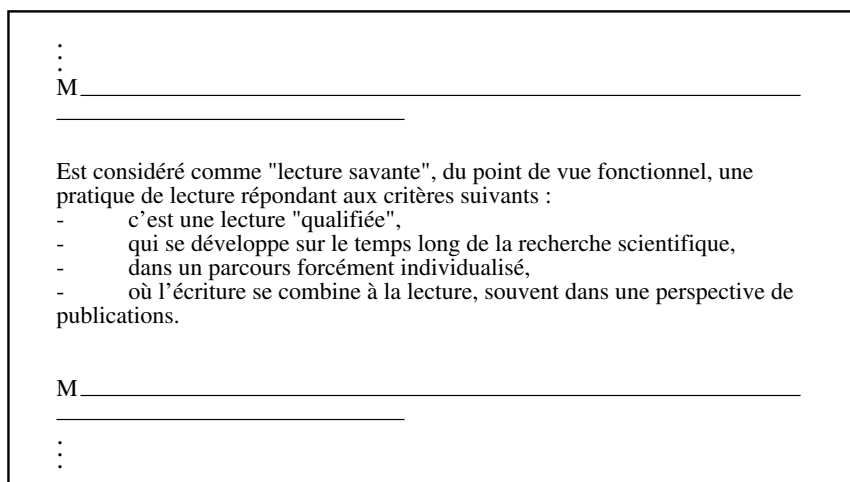 :
M
Est considéré comme "lecture savante", du point de vue fonctionnel, une
pratique de lecture répondant aux critères suivants :
- c’est une lecture "qualifiée",
- qui se développe sur le temps long de la recherche scientifique,
- dans un parcours forcément individualisé,
- où l’écriture se combine à la lecture, souvent dans une perspective de
publications.
M
: